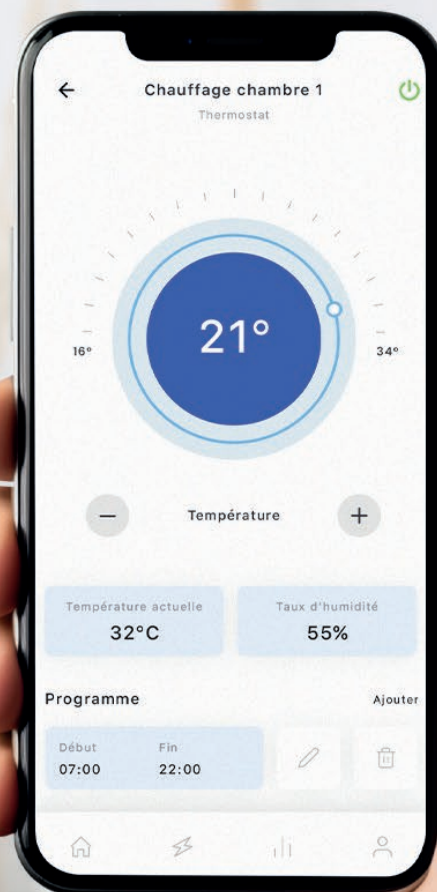 Chauffage chambre 1
Thermostat
21°
16°
34°
− Température +
Température actuelle
32°C
Taux d'humidité
55%
Programme
Ajouter
Début
Fin
07:00
22:00